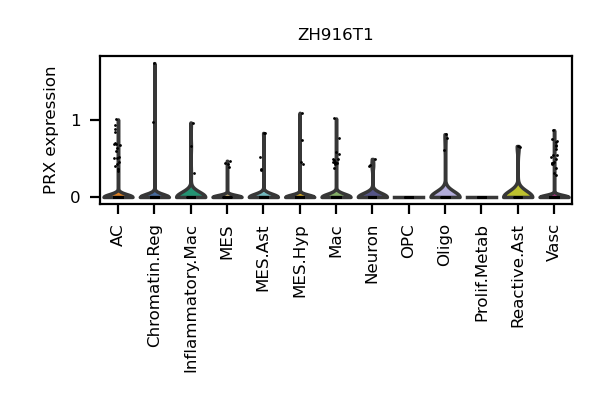 ZH916T1
PRX expression
1
0
AC
Chromatin.Reg
Inflammatory.Mac
MES
MES.Ast
MES.Hyp
Mac
Neuron
OPC
Oligo
Prolif.Metab
Reactive.Ast
Vasc